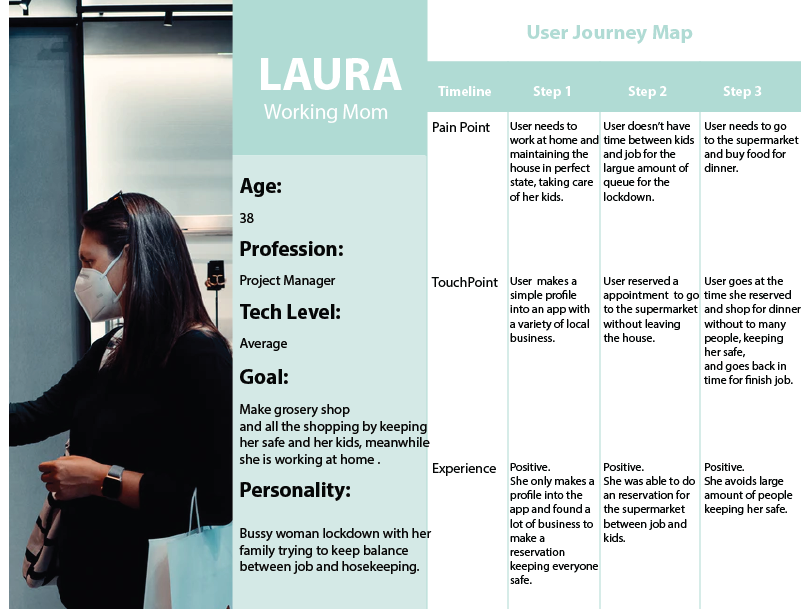 LAURA
Working Mom
Age:
38
Profession:
Project Manager
Tech Level:
Average
Goal:
Make grosery shop
and all the shopping by keeping
her safe and her kids, meanwhile
she is working at home .
Personality:
Bussy woman lockdown with her
family trying to keep balance
between job and hosekeeping.
User Journey Map
Timeline
Step 1
Step 2
Step 3
Pain Point
User needs to
work at home and
maintaining the
house in perfect
state, taking care
of her kids.
User doesn't have
time between kids
and job for the
largue amount of
queue for the
lockdown.
User needs to go
to the supermarket
and buy food for
dinner.
TouchPoint
User  makes a
simple profile
into an app with
a variety of local
business.
User reserved a
appointment  to go
to the supermarket
without leaving
the house.
User goes at the
time she reserved
and shop for dinner
without to many
people, keeping
her safe,
and goes back in
time for finish job.
Experience
Positive.
She only makes a
profile into the
app and found a
lot of business to
make a
reservation
keeping everyone
safe.
Positive.
She was able to do
an reservation for
the supermarket
between job and
kids.
Positive.
She avoids large
amount of people
keeping her safe.